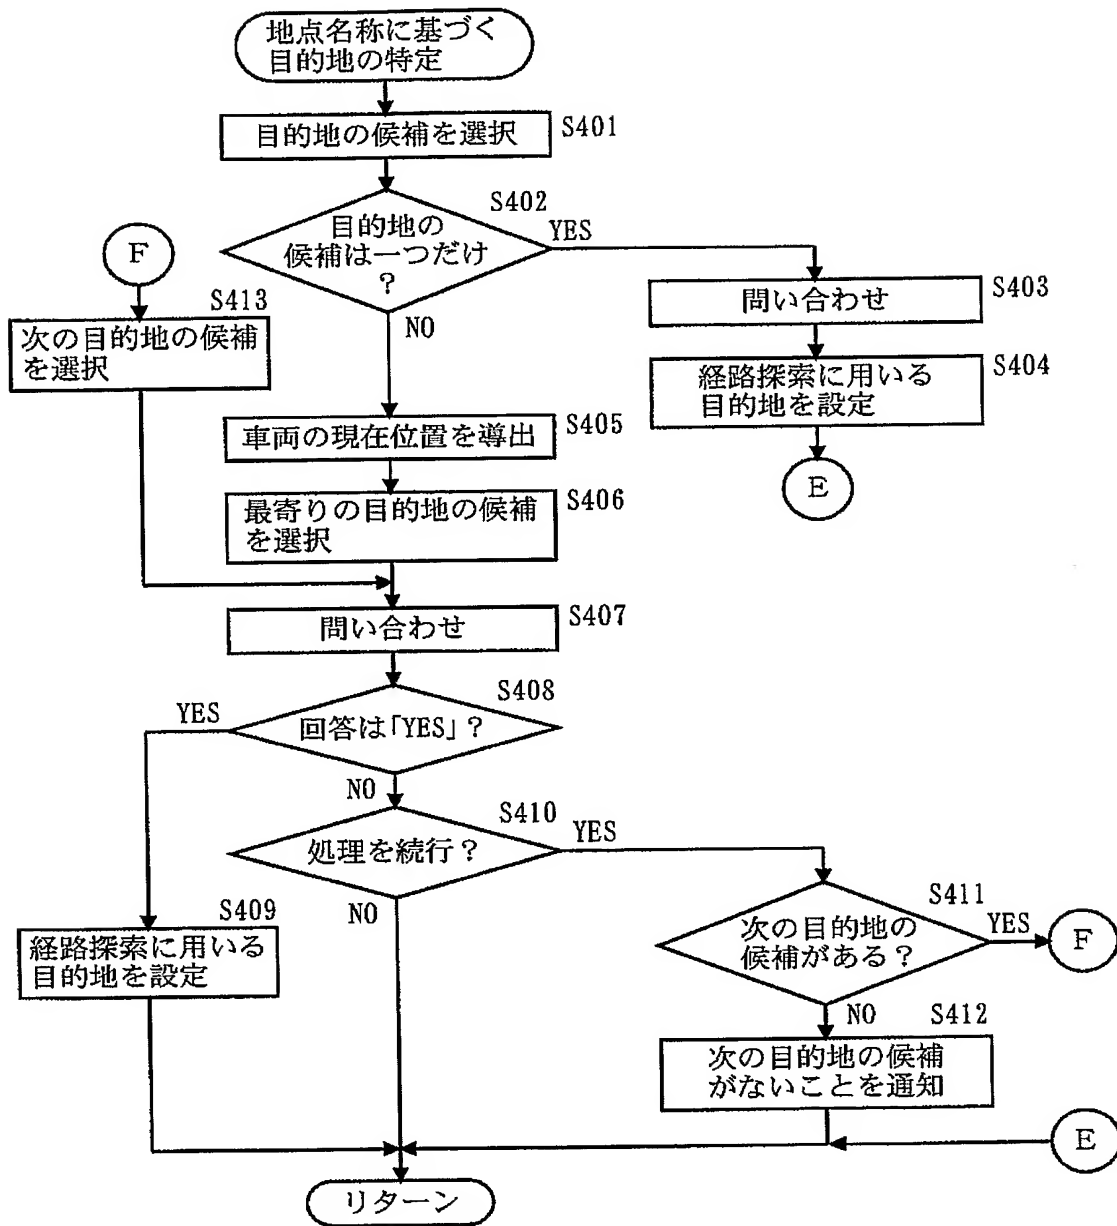 地点名称に基づく
目的地の特定
目的地の候補を選択
S401
S402
目的地の
候補は一つだけ
?
YES
NO
F
S413
次の目的地の候補
を選択
問い合わせ
S403
経路探索に用いる
目的地を設定
S404
E
車両の現在位置を導出
S405
最寄りの目的地の候補
を選択
S406
問い合わせ
S407
S408
回答は「YES」?
YES
NO
S410
処理を続行?
YES
NO
S409
経路探索に用いる
目的地を設定
S411
次の目的地の
候補がある?
YES
F
NO
S412
次の目的地の候補
がないことを通知
E
リターン